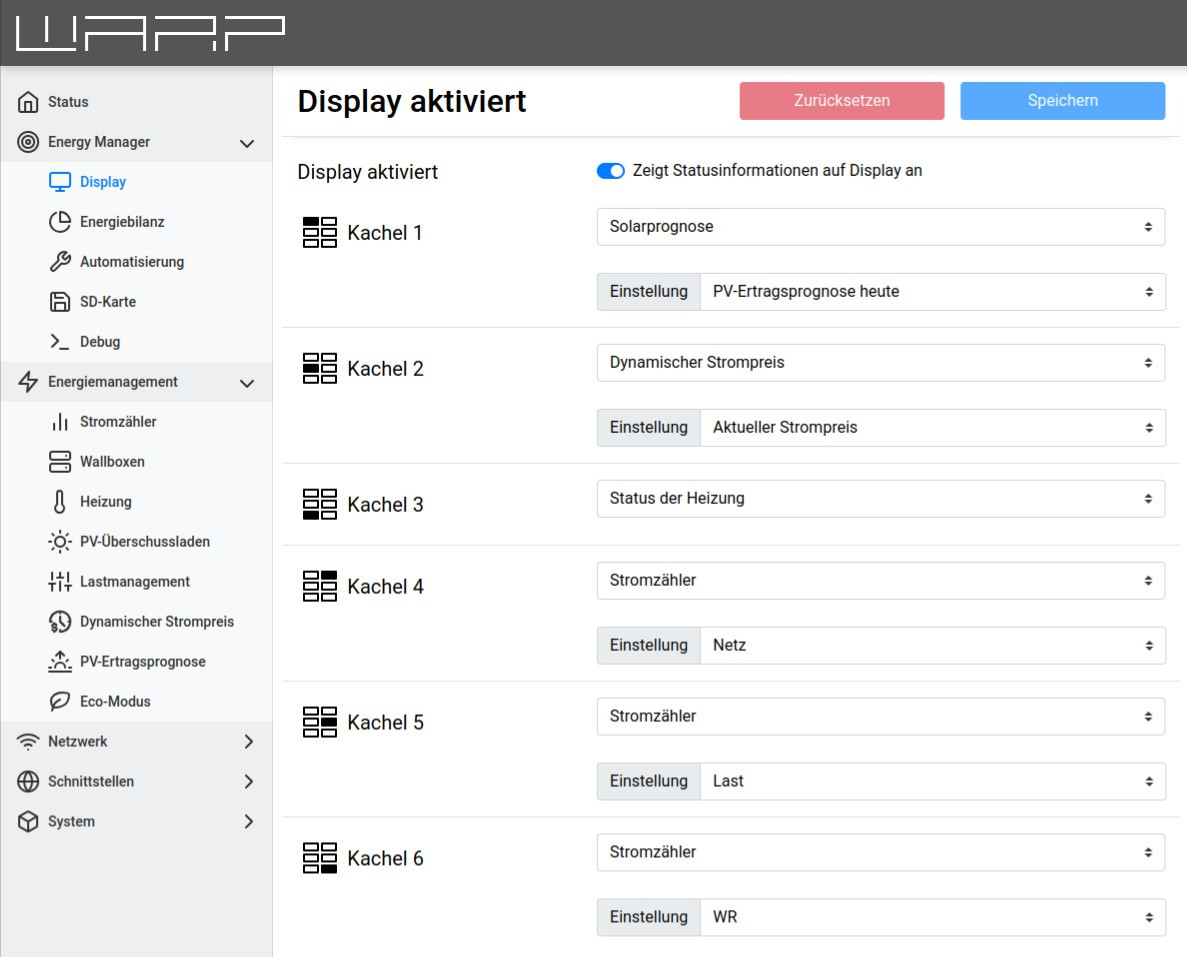 WARP
Status
Energy Manager
Display
Energiebilanz
Automatisierung
SD-Karte
Debug
Energiemanagement
Stromzähler
Wallboxen
Heizung
PV-Überschussladen
Lastmanagement
Dynamischer Strompreis
PV-Ertragsprognose
Eco-Modus
Netzwerk
Schnittstellen
System
Display aktiviert
Zurücksetzen
Speichern
Display aktiviert
Zeigt Statusinformationen auf Display an
Kachel 1
Solarprognose
Einstellung
PV-Ertragsprognose heute
Kachel 2
Dynamischer Strompreis
Einstellung
Aktueller Strompreis
Kachel 3
Status der Heizung
Kachel 4
Stromzähler
Einstellung
Netz
Kachel 5
Stromzähler
Einstellung
Last
Kachel 6
Stromzähler
Einstellung
WR